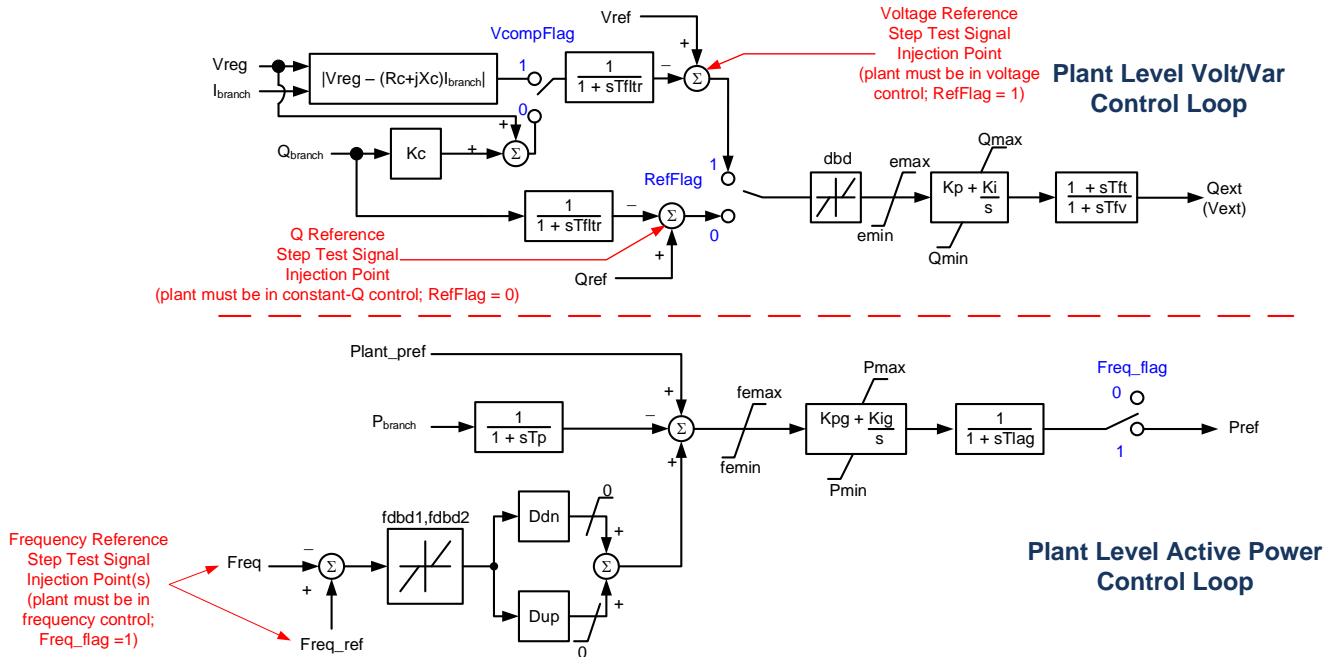 Vref
Voltage Reference
Step Test Signal
Injection Point
(plant must be in voltage
control; RefFlag = 1)
Plant Level Volt/Var
Control Loop
VcompFlag
Vreg
Ibranch
|Vreg – (Rc+jXc)Ibranch|
1
0
1
1 + sTfltr
–
+
Σ
+
Qbranch
Kc
+
Σ
RefFlag
1
0
dbd
emax
emin
Qmax
Kp + Ki
s
Qmin
1 + sTft
1 + sTfv
Qext
(Vext)
1
1 + sTfltr
–
Σ
+
Qref
Q Reference
Step Test Signal
Injection Point
(plant must be in constant-Q control; RefFlag = 0)
Plant_pref
+
Pbranch
1
1 + sTp
–
Σ
+
femax
femin
Pmax
Kpg + Kig
s
Pmin
1
1 + sTlag
Freq_flag
0
1
Pref
Frequency Reference
Step Test Signal
Injection Point(s)
(plant must be in
frequency control;
Freq_flag =1)
Freq
–
Σ
+
Freq_ref
fdbd1,fdbd2
Ddn
0
+
Σ
Dup
0
+
Plant Level Active Power
Control Loop